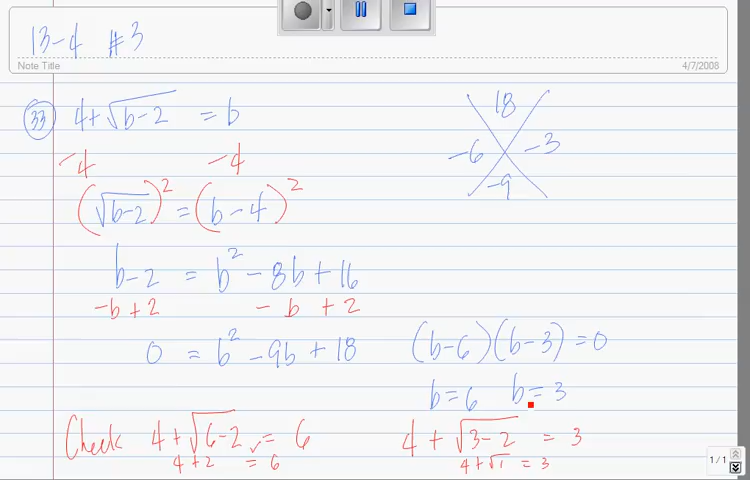 13-4 #3
Note Title
4/7/2008
33 4+√(b-2) = b
-4 -4
(√(b-2))² = (b-4)²
b-2 = b² -8b+16
-b+2 -b +2
0 = b² -9b+18
18
-6 -3
-9
(b-6)(b-3)=0
b=6 b=3
Check 4+√(6-2) = 6
4+2 ✓= 6
4+√(3-2) = 3
4+√1 = 3
1/1